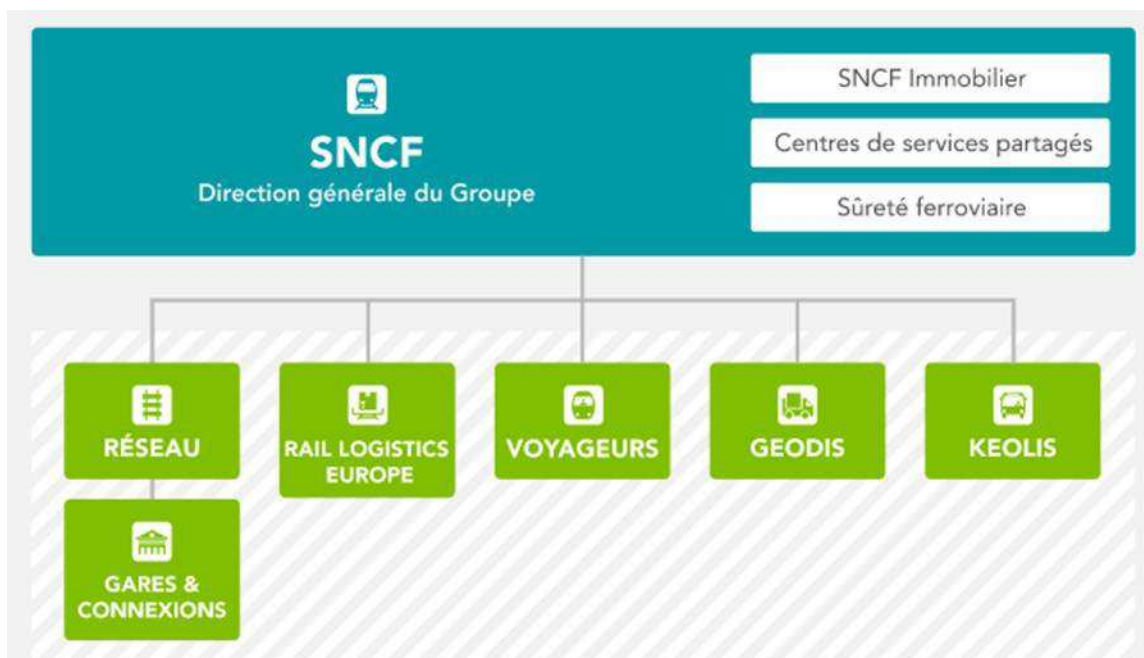 SNCF
Direction générale du Groupe
SNCF Immobilier
Centres de services partagés
Sûreté ferroviaire
RÉSEAU
RAIL LOGISTICS
EUROPE
VOYAGEURS
GEODIS
KEOLIS
GARES &
CONNEXIONS